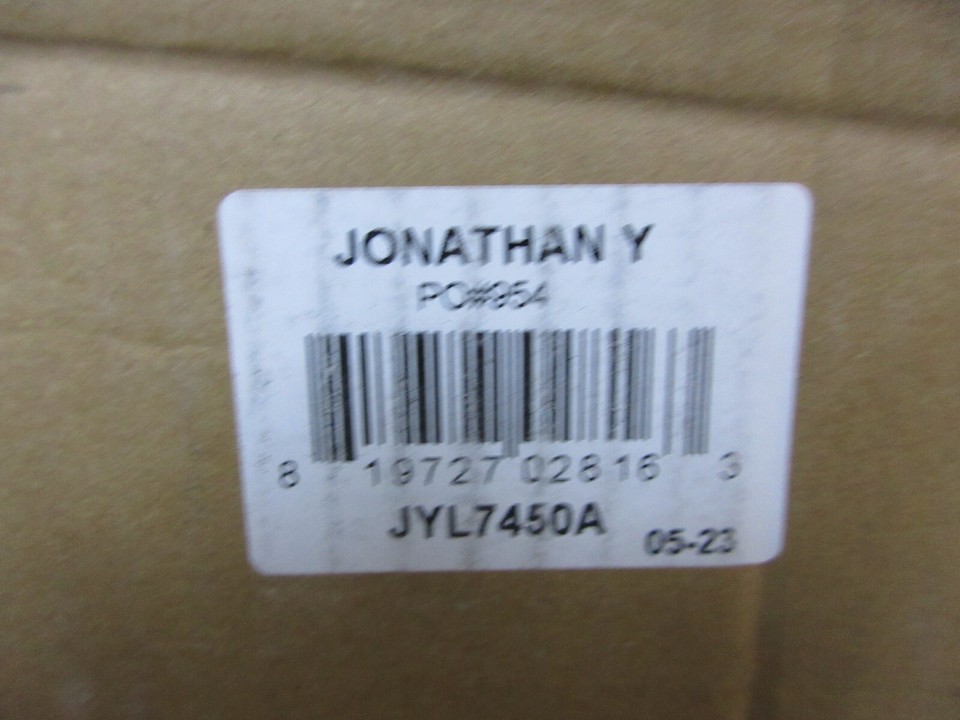 JONATHAN Y
PO#954
8 19727 02816 3
JYL7450A
05-23